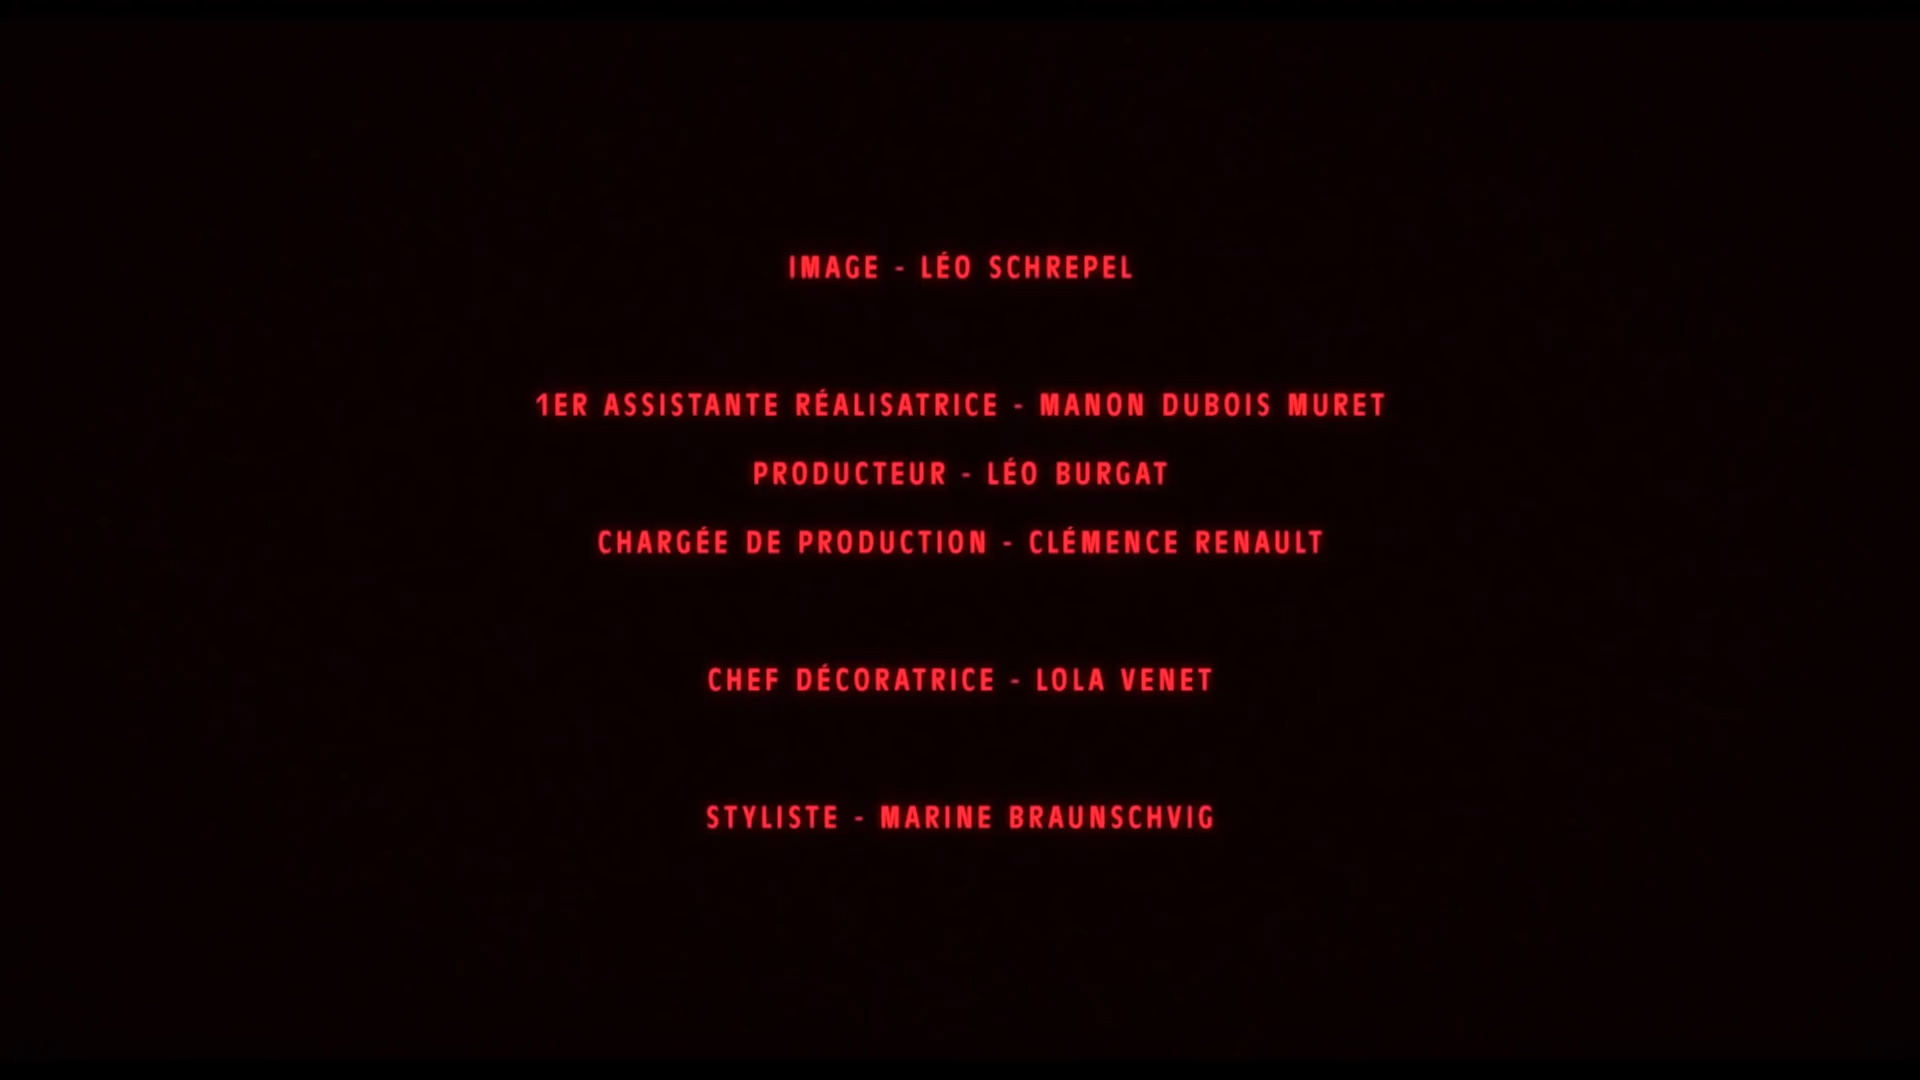 IMAGE - LÉO SCHREPEL
1ER ASSISTANTE RÉALISATRICE - MANON DUBOIS MURET
PRODUCTEUR - LÉO BURGAT
CHARGÉE DE PRODUCTION - CLÉMENCE RENAULT
CHEF DÉCORATRICE - LOLA VENET
STYLISTE - MARINE BRAUNSCHVIG